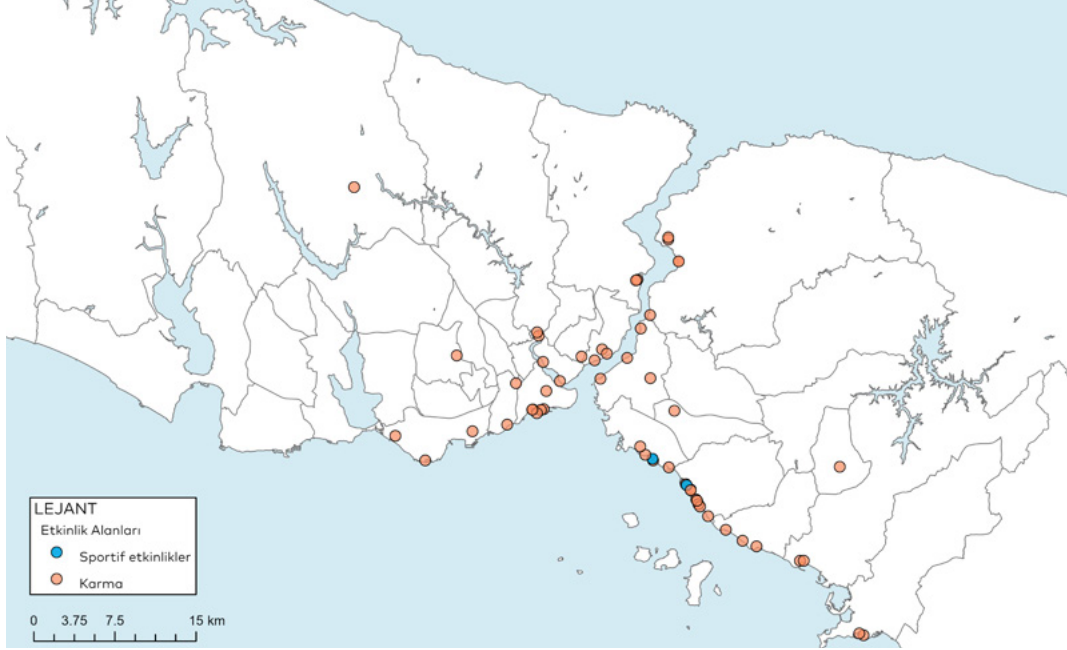 LEJANT
Etkinlik Alanları
Sportif etkinlikler
Karma
0 3.75 7.5 15 km